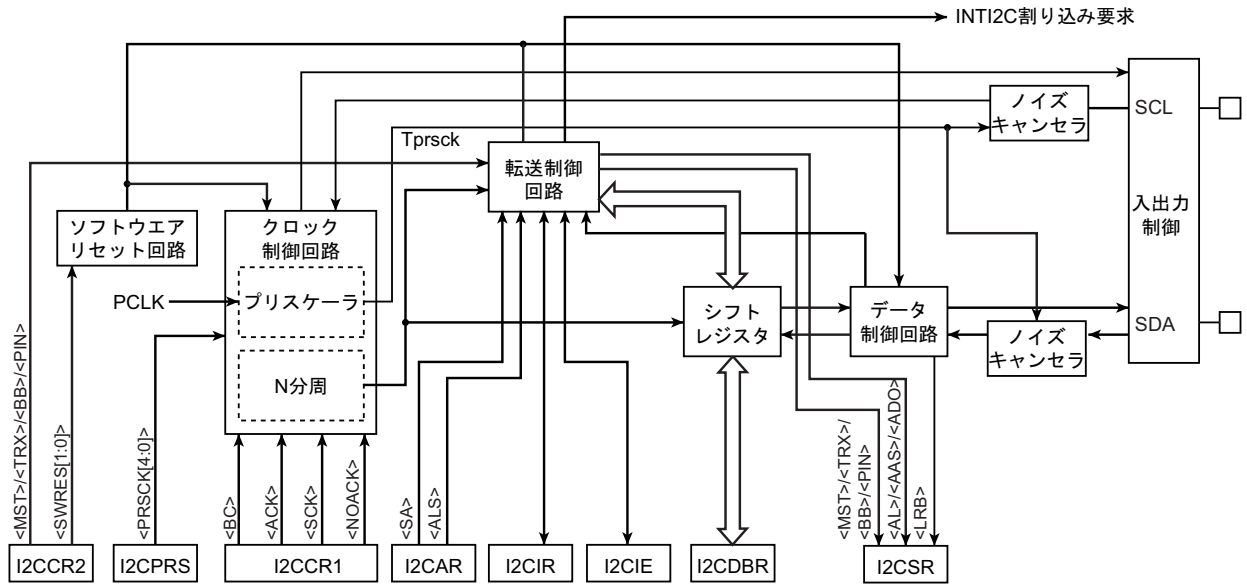 INTI2C割り込み要求
ノイズ
キャンセラ
SCL
Tprsck
転送制御
回路
入出力
制御
ソフトウエア
リセット回路
クロック
制御回路
PCLK
プリスケーラ
N分周
シフト
レジスタ
データ
制御回路
ノイズ
キャンセラ
SDA
<MST>/<TRX>/<BB>/<PIN>
<SWRES[1:0]>
<PRSCK[4:0]>
<BC>
<ACK>
<SCK>
<NOACK>
<SA>
<ALS>
<MST>/<TRX>/
<BB>/<PIN>
<AL>/<AAS>/<ADO>
<LRB>
I2CCR2
I2CPRS
I2CCR1
I2CAR
I2CIR
I2CIE
I2CDBR
I2CSR